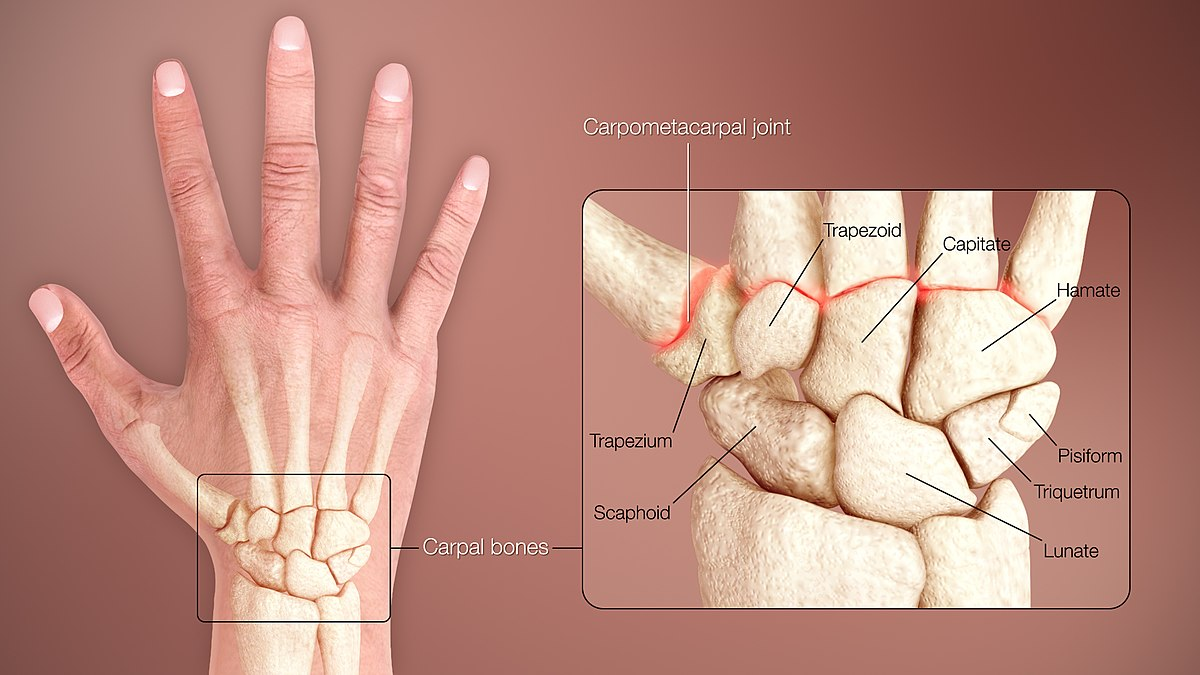 Carpometacarpal joint
Trapezoid
Capitate
Hamate
Trapezium
Pisiform
Triquetrum
Scaphoid
Carpal bones
Lunate